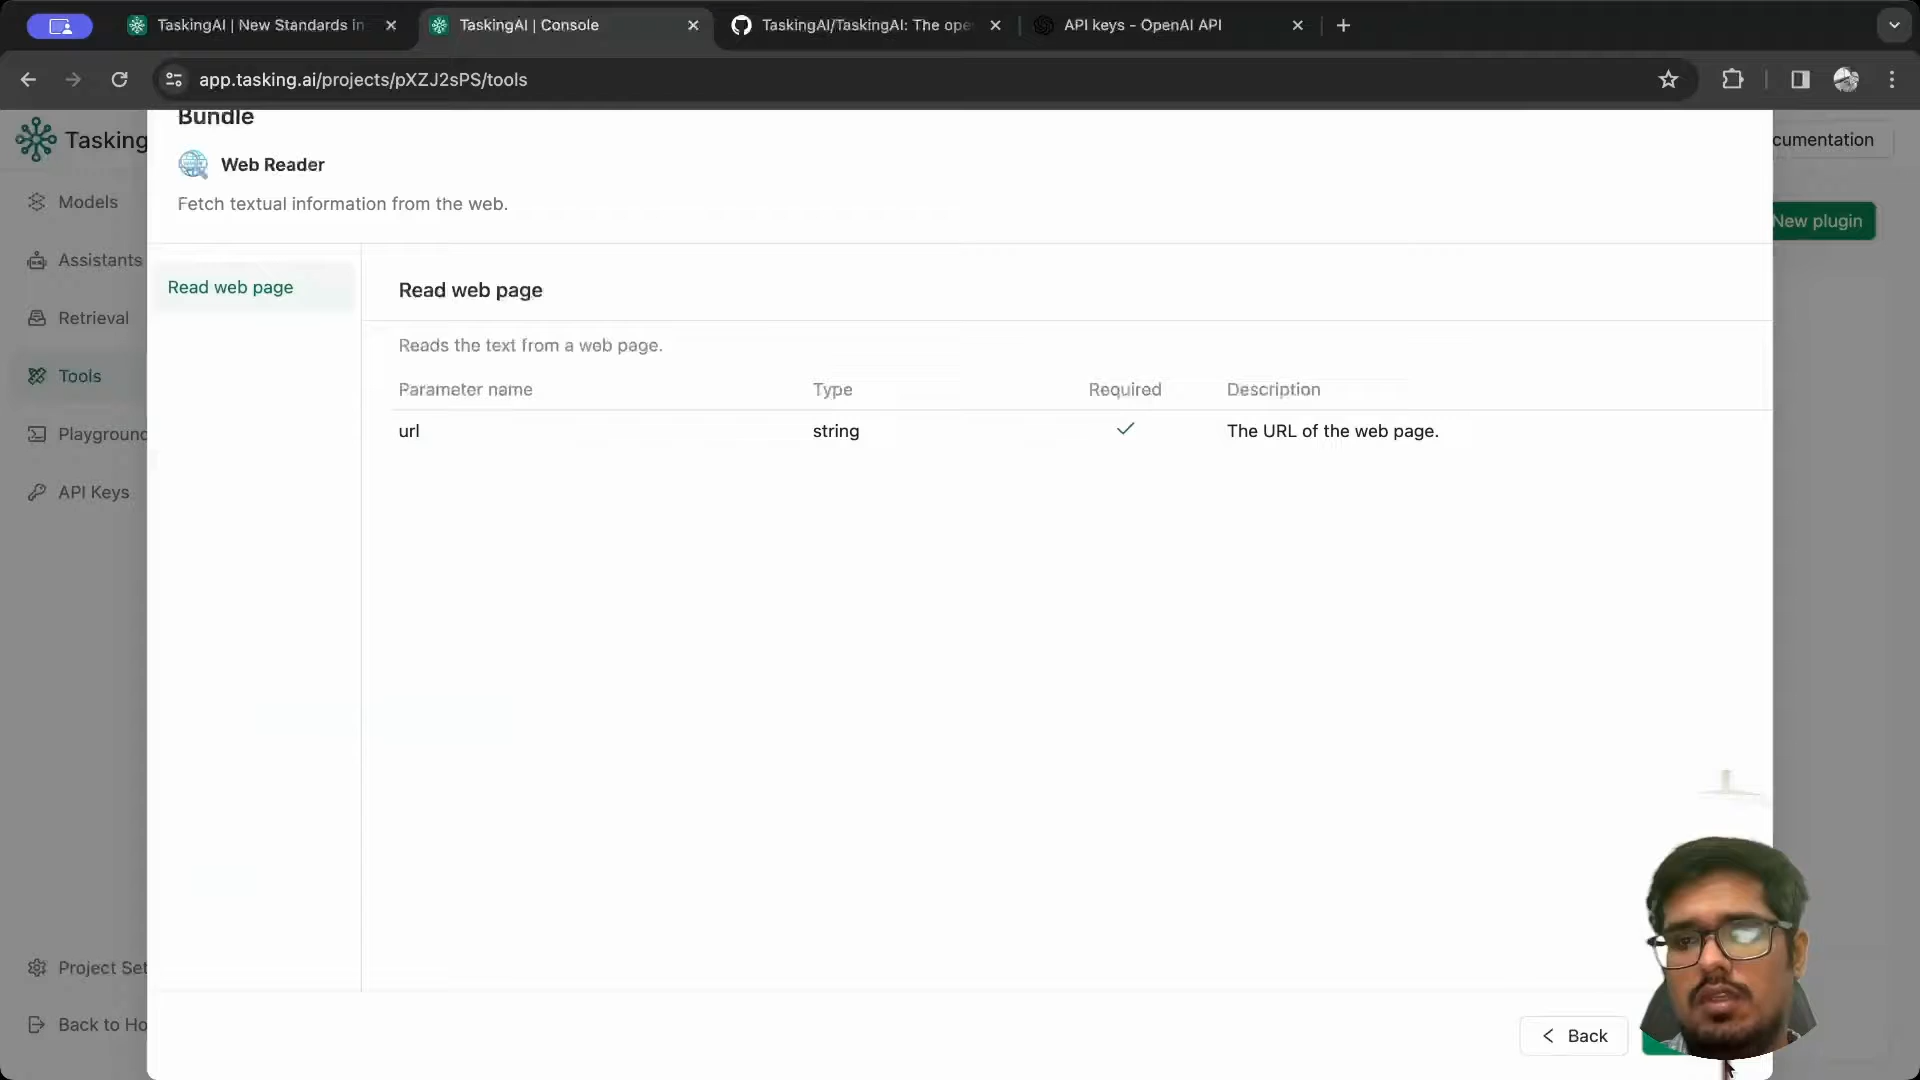 TaskingAI | New Standards in
TaskingAI | Console
TaskingAI/TaskingAI: The ope
API keys - OpenAI API
app.tasking.ai/projects/pXZJ2sPS/tools
Bundle
Tasking
cumentation
Web Reader
Models
Fetch textual information from the web.
New plugin
Assistants
Read web page
Read web page
Retrieval
Reads the text from a web page.
Tools
Parameter name Type Required Description
url string The URL of the web page.
Playground
API Keys
Project Set
Back to Ho
Back